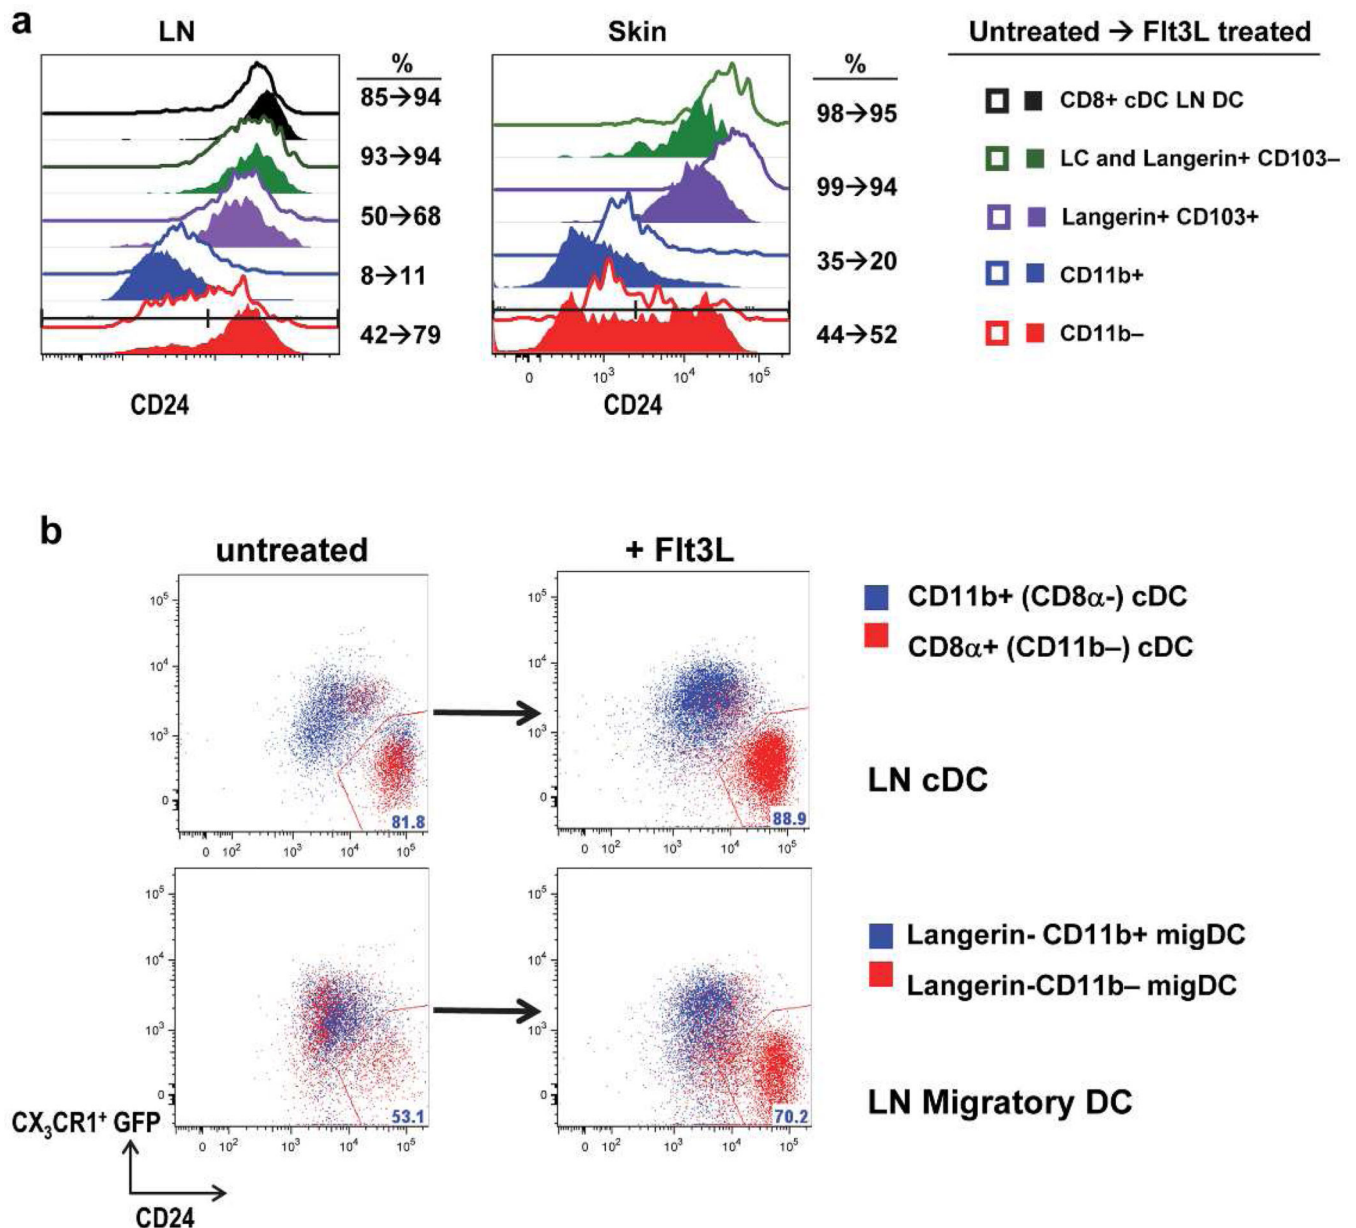 a
LN
%
85→94
93→94
50→68
8→11
42→79
CD24
Skin
%
98→95
99→94
35→20
44→52
0 10³ 10⁴ 10⁵
CD24
Untreated → Flt3L treated
CD8+ cDC LN DC
LC and Langerin+ CD103–
Langerin+ CD103+
CD11b+
CD11b–
b
untreated
+ Flt3L
10⁵
10⁴
10³
0
81.8
0 10² 10³ 10⁴ 10⁵
10⁵
10⁴
10³
0
88.9
0 10² 10³ 10⁴ 10⁵
CD11b+ (CD8α-) cDC
CD8α+ (CD11b–) cDC
LN cDC
10⁵
10⁴
10³
0
53.1
0 10² 10³ 10⁴ 10⁵
10⁵
10⁴
10³
0
70.2
0 10² 10³ 10⁴ 10⁵
Langerin- CD11b+ migDC
Langerin-CD11b– migDC
LN Migratory DC
CX₃CR1⁺ GFP
CD24